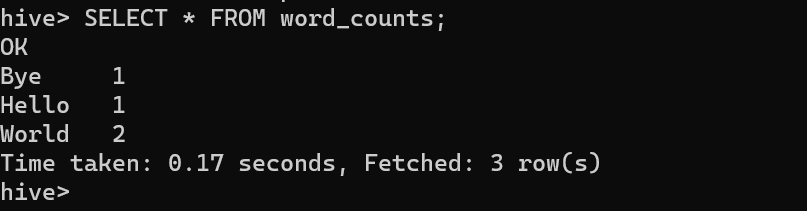 hive> SELECT * FROM word_counts;
OK
Bye     1
Hello   1
World   2
Time taken: 0.17 seconds, Fetched: 3 row(s)
hive>